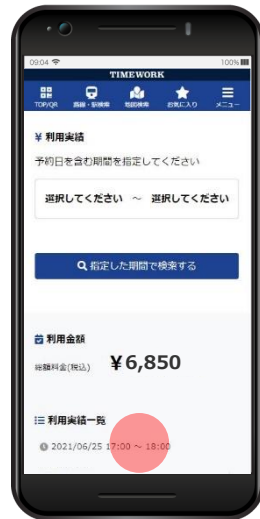 09:04 100%
TIMEWORK
TOP/QR 路線・駅検索 地図検索 お気に入り メニュー
¥ 利用実績
予約日を含む期間を指定してください
選択してください ～ 選択してください
指定した期間で検索する
利用金額
総額料金(税込) ¥6,850
利用実績一覧
2021/06/25 17:00 ～ 18:00